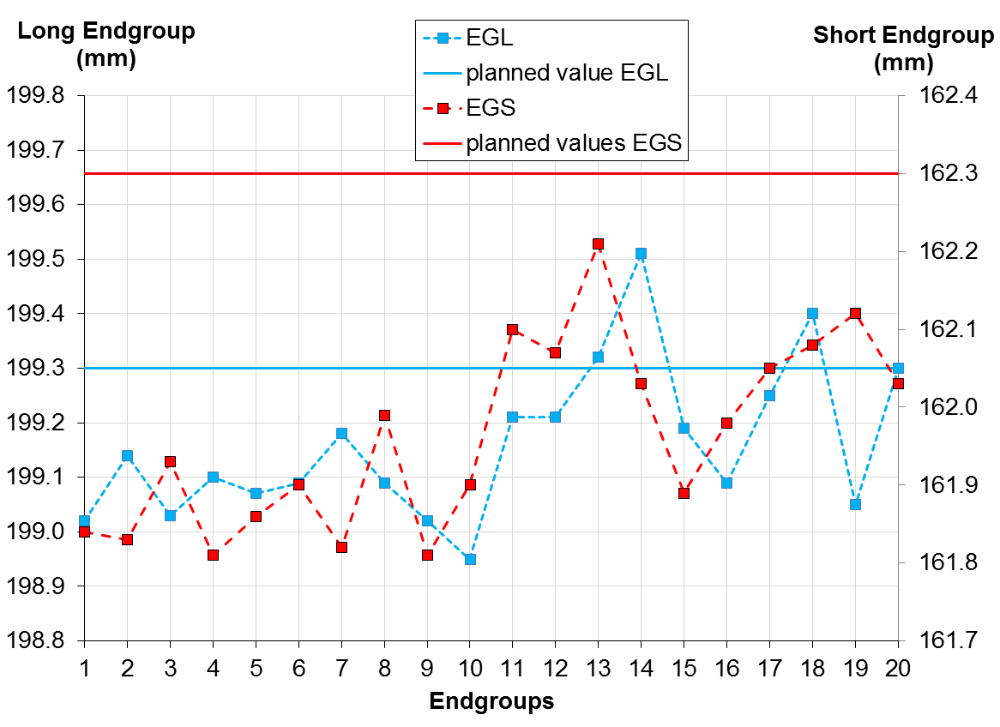 Long Endgroup
(mm)
EGL
planned value EGL
EGS
planned values EGS
Short Endgroup
(mm)
199.8
199.7
199.6
199.5
199.4
199.3
199.2
199.1
199.0
198.9
198.8
162.4
162.3
162.2
162.1
162.0
161.9
161.8
161.7
1 2 3 4 5 6 7 8 9 10 11 12 13 14 15 16 17 18 19 20
Endgroups